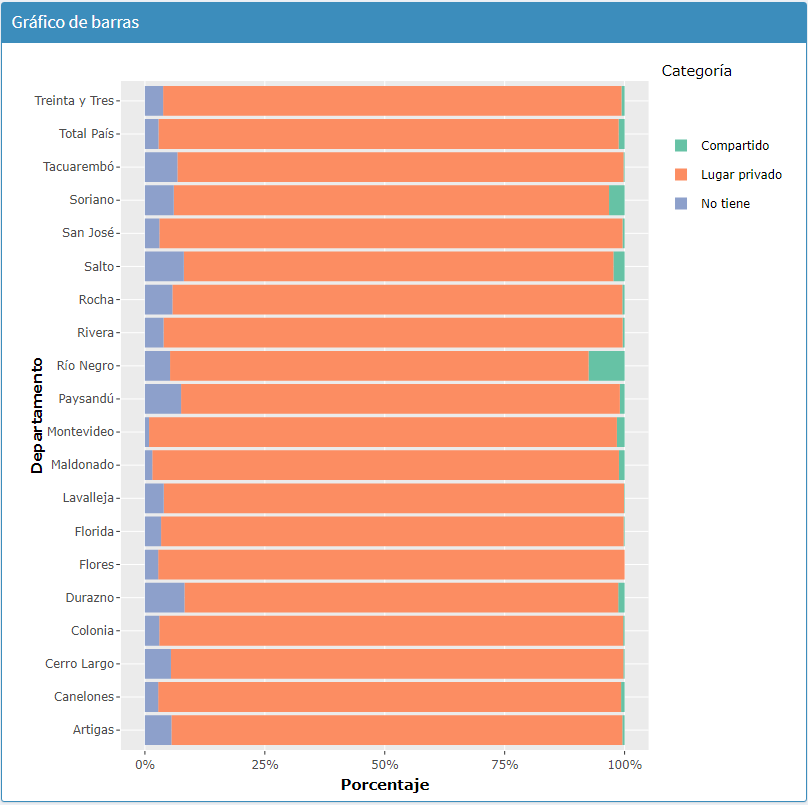 Gráfico de barras
Categoría
Compartido
Lugar privado
No tiene
Departamento
Treinta y Tres
Total País
Tacuarembó
Soriano
San José
Salto
Rocha
Rivera
Río Negro
Paysandú
Montevideo
Maldonado
Lavalleja
Florida
Flores
Durazno
Colonia
Cerro Largo
Canelones
Artigas
0% 25% 50% 75% 100%
Porcentaje